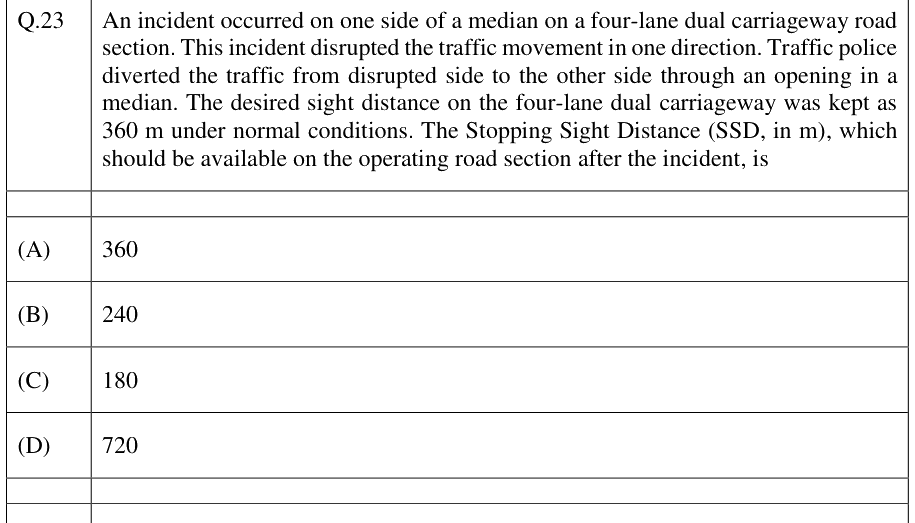 Q.23 An incident occurred on one side of a median on a four-lane dual carriageway road
section. This incident disrupted the traffic movement in one direction. Traffic police
diverted the traffic from disrupted side to the other side through an opening in a
median. The desired sight distance on the four-lane dual carriageway was kept as
360 m under normal conditions. The Stopping Sight Distance (SSD, in m), which
should be available on the operating road section after the incident, is
(A) 360
(B) 240
(C) 180
(D) 720